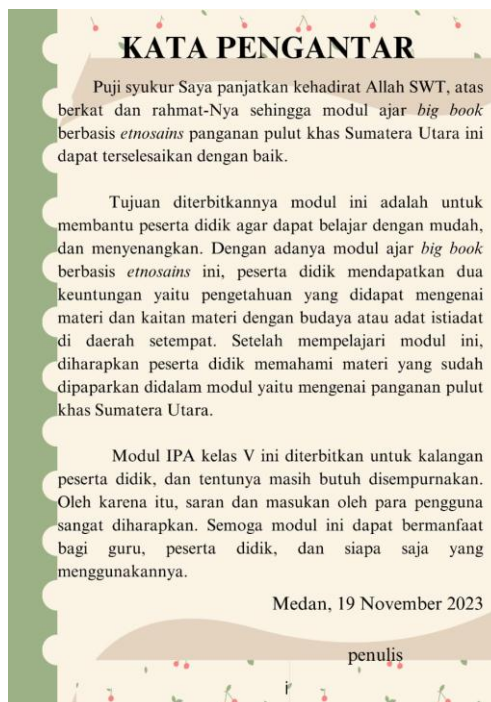 KATA PENGANTAR
Puji syukur Saya panjatkan kehadirat Allah SWT, atas
berkat dan rahmat-Nya sehingga modul ajar big book
berbasis etnosains panganan pulut khas Sumatera Utara ini
dapat terselesaikan dengan baik.
Tujuan diterbitkannya modul ini adalah untuk
membantu peserta didik agar dapat belajar dengan mudah,
dan menyenangkan. Dengan adanya modul ajar big book
berbasis etnosains ini, peserta didik mendapatkan dua
keuntungan yaitu pengetahuan yang didapat mengenai
materi dan kaitan materi dengan budaya atau adat istiadat
di daerah setempat. Setelah mempelajari modul ini,
diharapkan peserta didik memahami materi yang sudah
dipaparkan didalam modul yaitu mengenai panganan pulut
khas Sumatera Utara.
Modul IPA kelas V ini diterbitkan untuk kalangan
peserta didik, dan tentunya masih butuh disempurnakan.
Oleh karena itu, saran dan masukan oleh para pengguna
sangat diharapkan. Semoga modul ini dapat bermanfaat
bagi guru, peserta didik, dan siapa saja yang
menggunakannya.
Medan, 19 November 2023
penulis
i